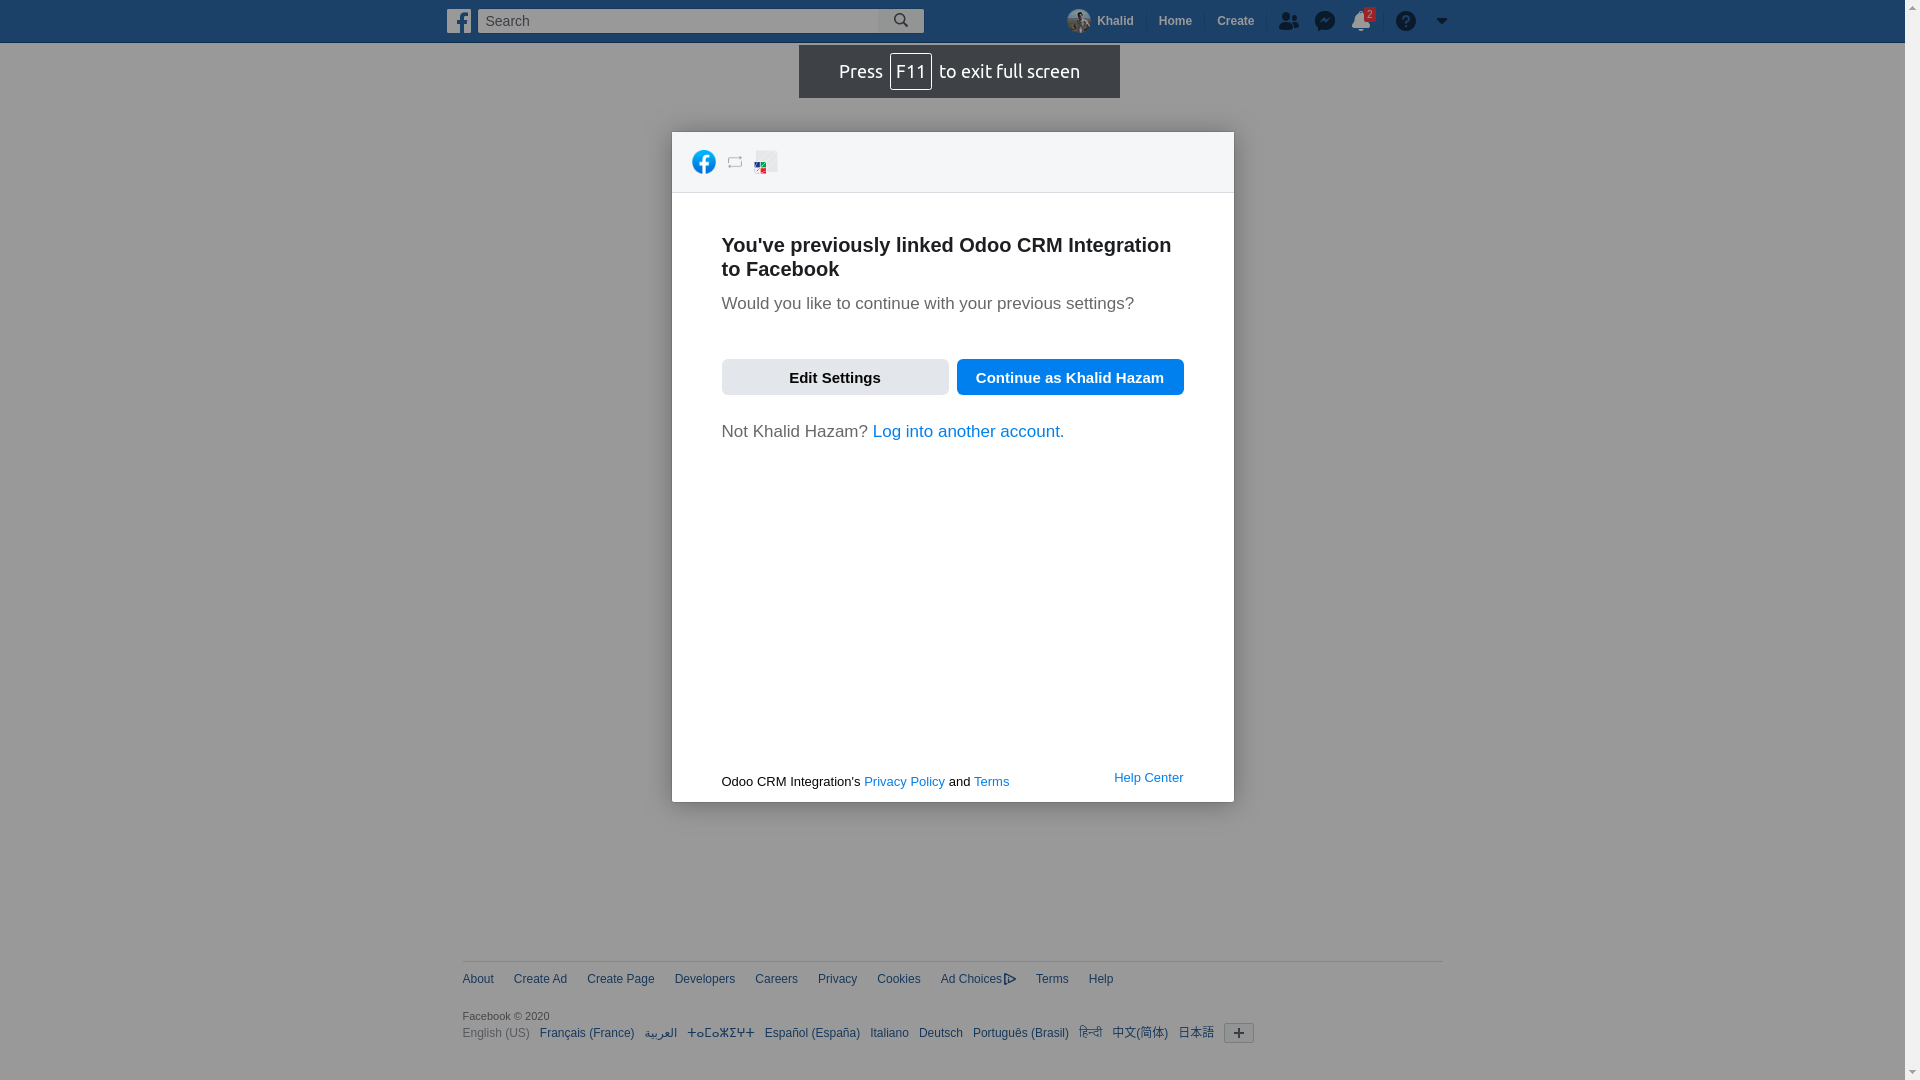 Search
Khalid Home Create 2
Press F11 to exit full screen
You've previously linked Odoo CRM Integration
to Facebook
Would you like to continue with your previous settings?
Edit Settings Continue as Khalid Hazam
Not Khalid Hazam? Log into another account.
Odoo CRM Integration's Privacy Policy and Terms Help Center
About Create Ad Create Page Developers Careers Privacy Cookies Ad Choices Terms Help
Facebook © 2020
English (US) Français (France) العربية ⵜⴰⵎⴰⵣⵉⵖⵜ Español (España) Italiano Deutsch Português (Brasil) हिन्दी 中文(简体) 日本語